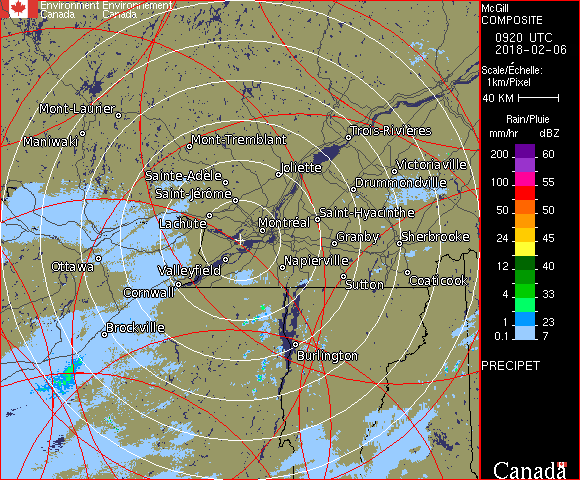 Environment Environnement
Canada Canada
McGill
COMPOSITE
0920 UTC
2018-02-06
Scale/Échelle:
1km/Pixel
40 KM
Rain/Pluie
mm/hr dBZ
200 60
100 55
50 50
24 45
12 40
4 33
1 23
0.1 7
PRECIPET
Canada
Mont-Laurier
Maniwaki
Mont-Tremblant
Trois-Rivières
Joliette
Victoriaville
Sainte-Adèle
Drummondville
Saint-Jérôme
Saint-Hyacinthe
Lachute
Montréal
Granby
Sherbrooke
Ottawa
Valleyfield
Napierville
Cornwall
Sutton
Coaticook
Brockville
Burlington